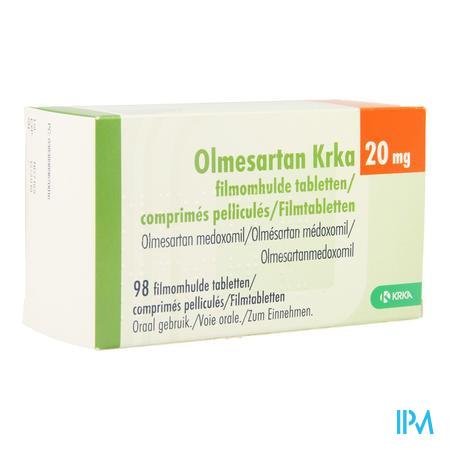 Olmesartan Krka 20 mg
filmomhulde tabletten/
comprimés pelliculés/Filmtabletten
Olmesartan medoxomil/Olmésartan médoxomil/
Olmesartanmedoxomil
98 filmomhulde tabletten/
comprimés pelliculés/Filmtabletten
Oraal gebruik./Voie orale./Zum Einnehmen.
KRKA
IPM